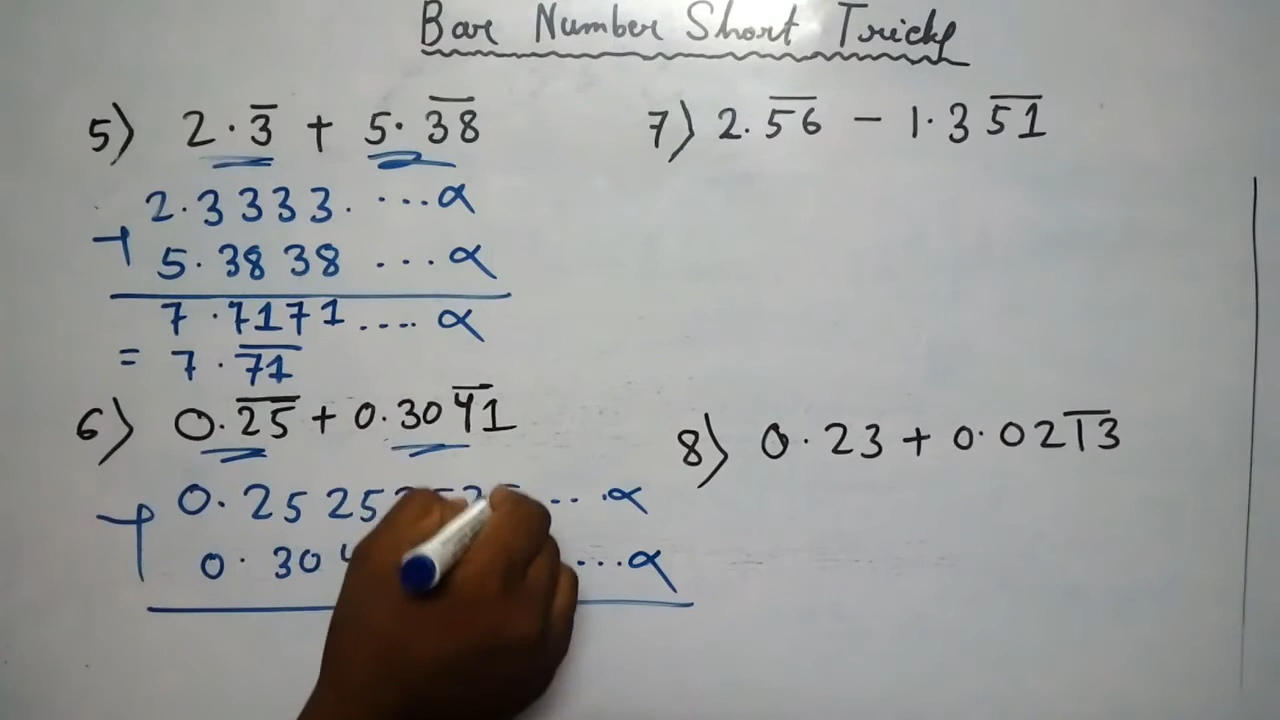 Bar Number Short Tricks
5) 2.3̅ + 5.3̅8̅
2.3333. ...α
+ 5.3838 ...α
7.7171.... α
= 7.7̅1̅
6) 0.2̅5̅ + 0.304̅1̅
0.2525 ...α
+ 0.30 ...α
7) 2.5̅6̅ - 1.35̅1̅
8) 0.23 + 0.021̅3̅